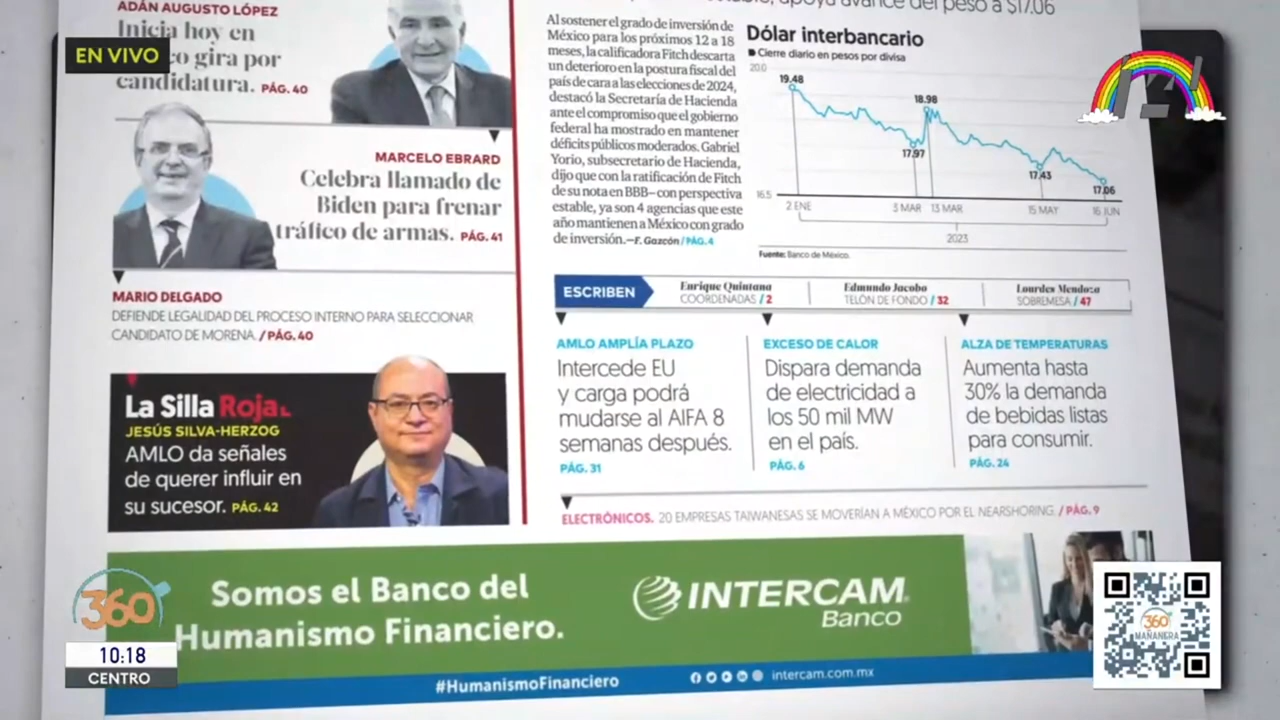 ADÁN AUGUSTO LÓPEZ
Inicia hoy en
gira por
candidatura. PÁG. 40
EN VIVO
MARCELO EBRARD
Celebra llamado de
Biden para frenar
tráfico de armas. PÁG. 41
MARIO DELGADO
DEFIENDE LEGALIDAD DEL PROCESO INTERNO PARA SELECCIONAR
CANDIDATO DE MORENA. / PÁG. 40
La Silla Roja
JESÚS SILVA-HERZOG
AMLO da señales
de querer influir en
su sucesor. PÁG. 42
apoya avance del peso a $17.06
Al sostener el grado de inversión de
México para los próximos 12 a 18
meses, la calificadora Fitch descarta
un deterioro en la postura fiscal del
país de cara a las elecciones de 2024,
destacó la Secretaría de Hacienda
ante el compromiso que el gobierno
federal ha mostrado en mantener
déficits públicos moderados. Gabriel
Yorio, subsecretario de Hacienda,
dijo que con la ratificación de Fitch
de su nota en BBB– con perspectiva
estable, ya son 4 agencias que este
año mantienen a México con grado
de inversión. —F. Gazcón / PÁG. 4
Dólar interbancario
Cierre diario en pesos por divisa
20.0
19.48
18.98
17.97
17.43
17.06
16.5
2 ENE
3 MAR
13 MAR
15 MAY
16 JUN
2023
Fuente: Banco de México.
ESCRIBEN
Enrique Quintana
COORDENADAS / 2
Edmundo Jacobo
TELÓN DE FONDO / 32
Lourdes Mendoza
SOBREMESA / 47
AMLO AMPLÍA PLAZO
Intercede EU
y carga podrá
mudarse al AIFA 8
semanas después.
PÁG. 31
EXCESO DE CALOR
Dispara demanda
de electricidad a
los 50 mil MW
en el país.
PÁG. 6
ALZA DE TEMPERATURAS
Aumenta hasta
30% la demanda
de bebidas listas
para consumir.
PÁG. 24
ELECTRÓNICOS. 20 EMPRESAS TAIWANESAS SE MOVERÍAN A MÉXICO POR EL NEARSHORING. / PÁG. 9
Somos el Banco del
Humanismo Financiero.
INTERCAM
Banco
#HumanismoFinanciero
intercam.com.mx
360
10:18
CENTRO
360
MAÑANERA